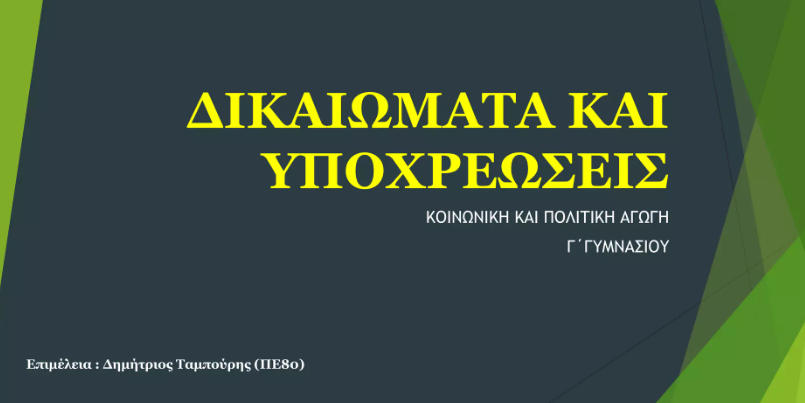 ΔΙΚΑΙΩΜΑΤΑ ΚΑΙ
ΥΠΟΧΡΕΩΣΕΙΣ
ΚΟΙΝΩΝΙΚΗ ΚΑΙ ΠΟΛΙΤΙΚΗ ΑΓΩΓΗ
Γ΄ΓΥΜΝΑΣΙΟΥ
Επιμέλεια : Δημήτριος Ταμπούρης (ΠΕ80)